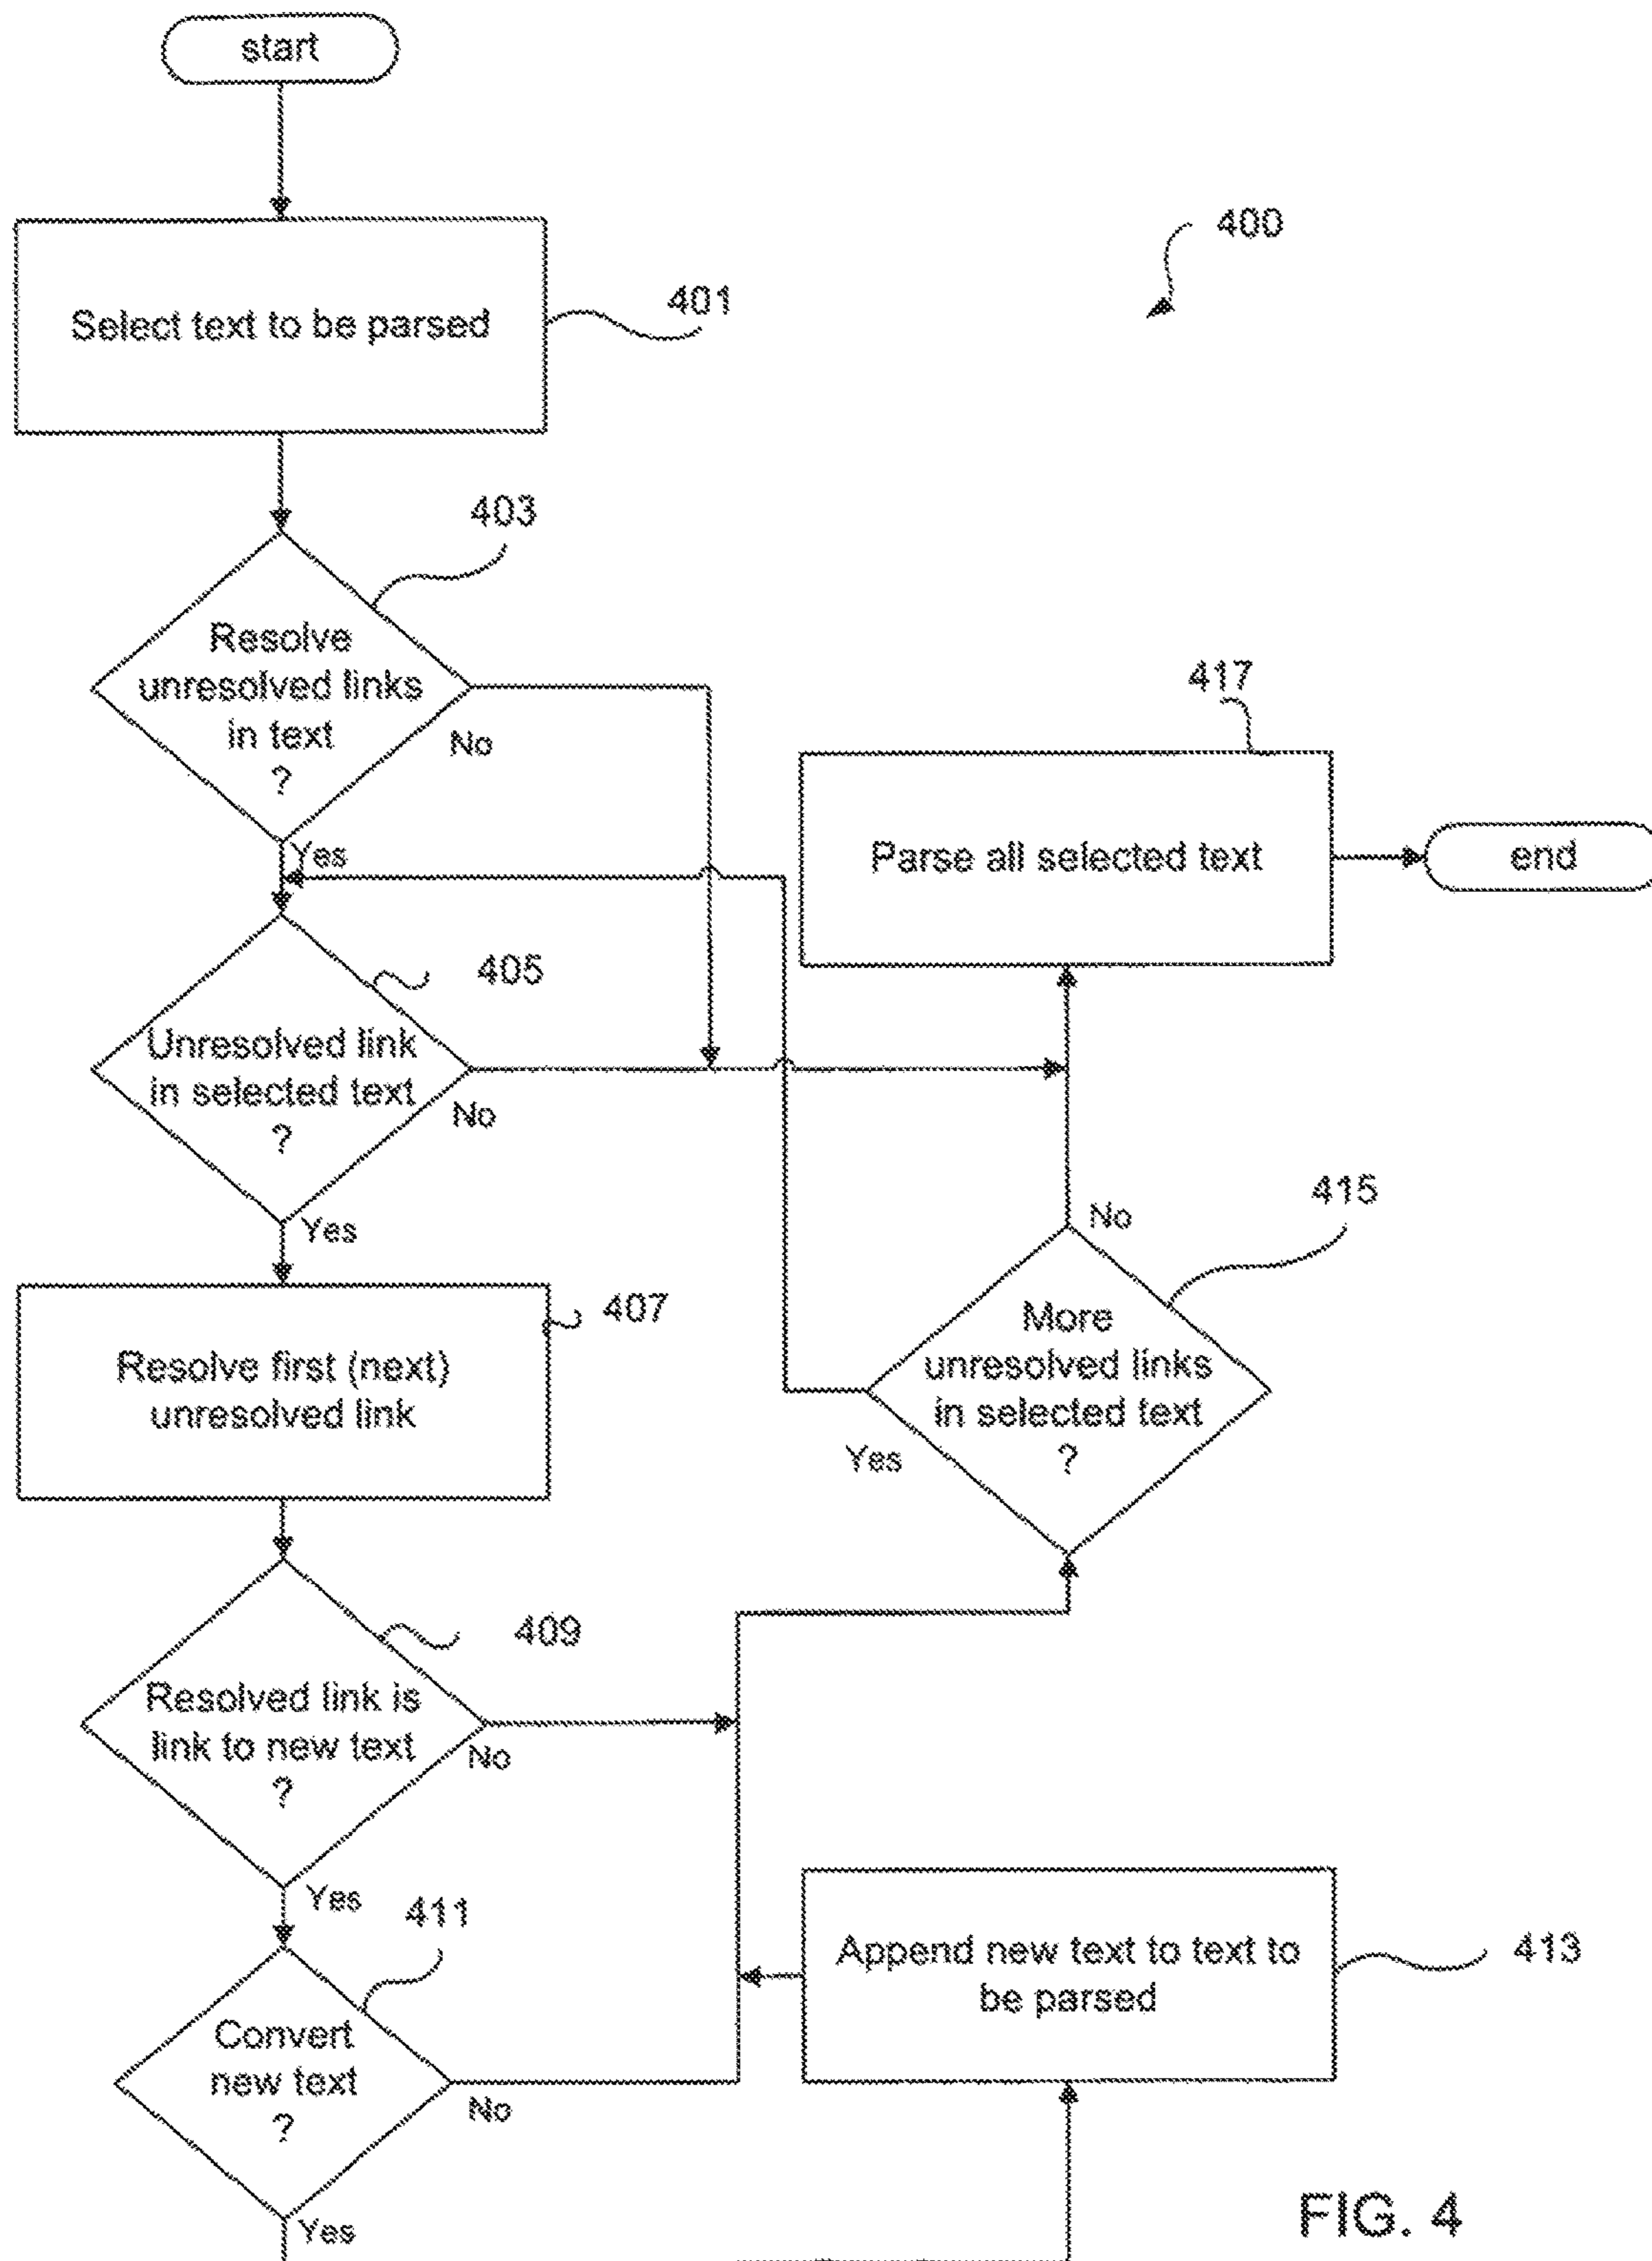 start
400
Select text to be parsed
401
403
Resolve
unresolved links
in text
?
No
Yes
417
Parse all selected text
end
405
Unresolved link
in selected text
?
No
Yes
415
No
More
unresolved links
in selected text
?
Yes
407
Resolve first (next)
unresolved link
409
Resolved link is
link to new text
?
No
Yes
411
Convert
new text
?
No
Yes
Append new text to text to
be parsed
413
FIG. 4